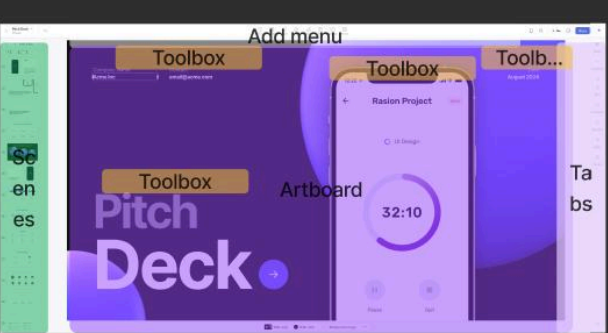 Add menu
Toolbox
Toolbox
Toolb...
email@acme.com
August 2024
Rasion Project
UI Design
Sc
en
es
Toolbox
Artboard
Ta
bs
Pitch
32:10
Deck
Pause